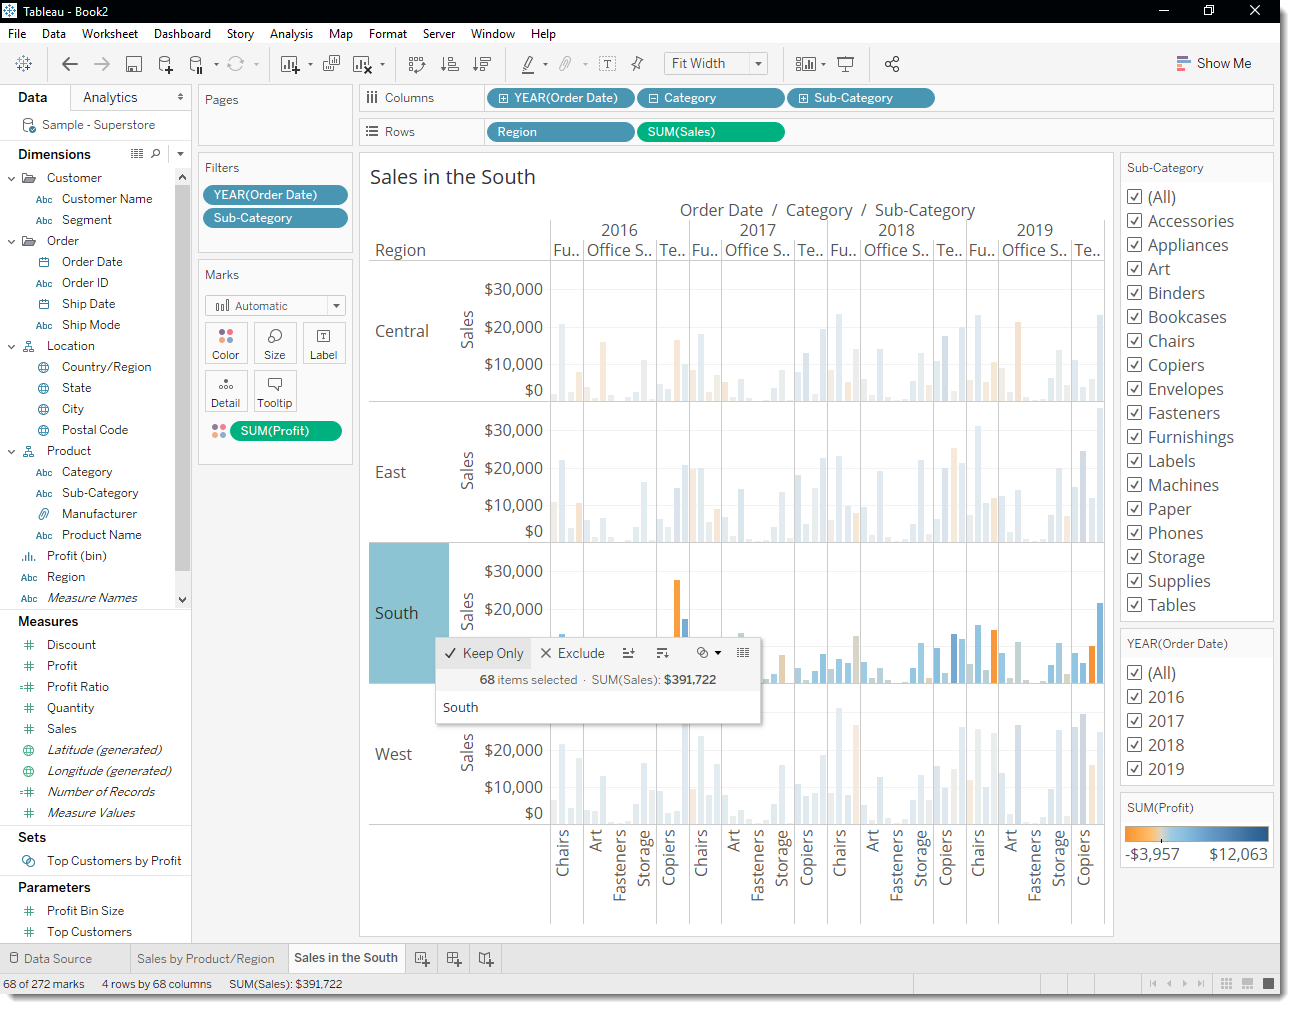 Tableau - Book2
File Data Worksheet Dashboard Story Analysis Map Format Server Window Help
Fit Width
Show Me
Data Analytics
Sample - Superstore
Dimensions
Customer
Abc Customer Name
Abc Segment
Order
Order Date
Abc Order ID
Ship Date
Abc Ship Mode
Location
Country/Region
State
City
Postal Code
Product
Abc Category
Abc Sub-Category
Manufacturer
Abc Product Name
Profit (bin)
Abc Region
Abc Measure Names
Measures
Discount
Profit
Profit Ratio
Quantity
Sales
Latitude (generated)
Longitude (generated)
Number of Records
Measure Values
Sets
Top Customers by Profit
Parameters
Profit Bin Size
Top Customers
Pages
Filters
YEAR(Order Date)
Sub-Category
Marks
Automatic
Color Size Label
Detail Tooltip
SUM(Profit)
Columns YEAR(Order Date) Category Sub-Category
Rows Region SUM(Sales)
Sales in the South
Order Date / Category / Sub-Category
2016 2017 2018 2019
Region Fu.. Office S.. Te.. Fu.. Office S.. Te.. Fu.. Office S.. Te.. Fu.. Office S.. Te..
Central Sales
$30,000
$20,000
$10,000
$0
East Sales
$30,000
$20,000
$10,000
$0
South Sales
$30,000
$20,000
Keep Only Exclude
68 items selected · SUM(Sales): $391,722
South
West Sales
$20,000
$10,000
$0
Chairs Art Fasteners Storage Copiers Chairs Art Fasteners Storage Copiers Chairs Art Fasteners Storage Copiers Chairs Art Fasteners Storage Copiers
Sub-Category
(All)
Accessories
Appliances
Art
Binders
Bookcases
Chairs
Copiers
Envelopes
Fasteners
Furnishings
Labels
Machines
Paper
Phones
Storage
Supplies
Tables
YEAR(Order Date)
(All)
2016
2017
2018
2019
SUM(Profit)
-$3,957 $12,063
Data Source Sales by Product/Region Sales in the South
68 of 272 marks 4 rows by 68 columns SUM(Sales): $391,722